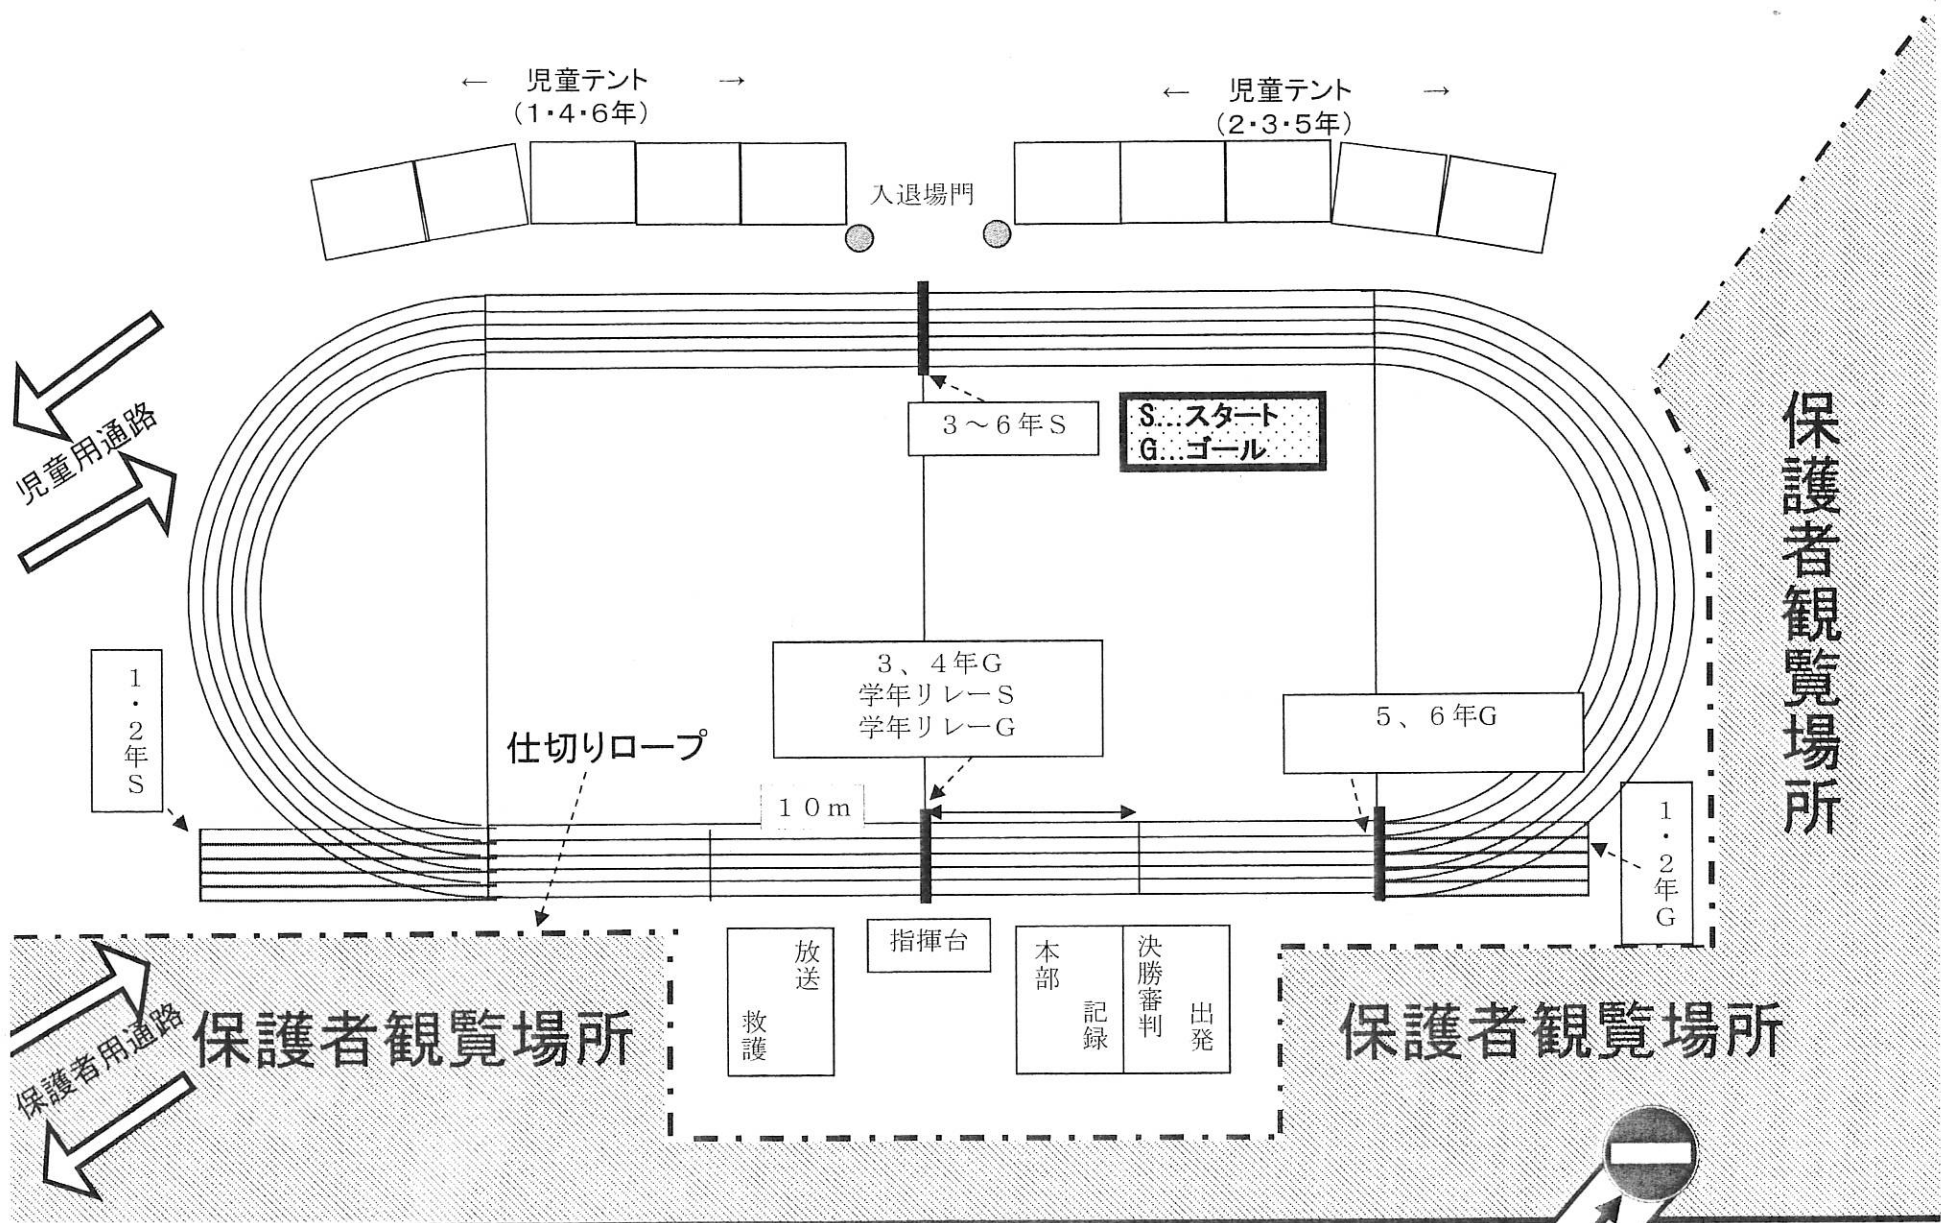 ← 児童テント →
(1・4・6年)
← 児童テント →
(2・3・5年)
入退場門
児童用通路
3～6年S
S…スタート
G…ゴール
保護者観覧場所
1・2年S
3、4年G
学年リレーS
学年リレーG
5、6年G
仕切りロープ
10m
1・2年G
放送
救護
指揮台
本部
記録
決勝審判
出発
保護者用通路
保護者観覧場所
保護者観覧場所